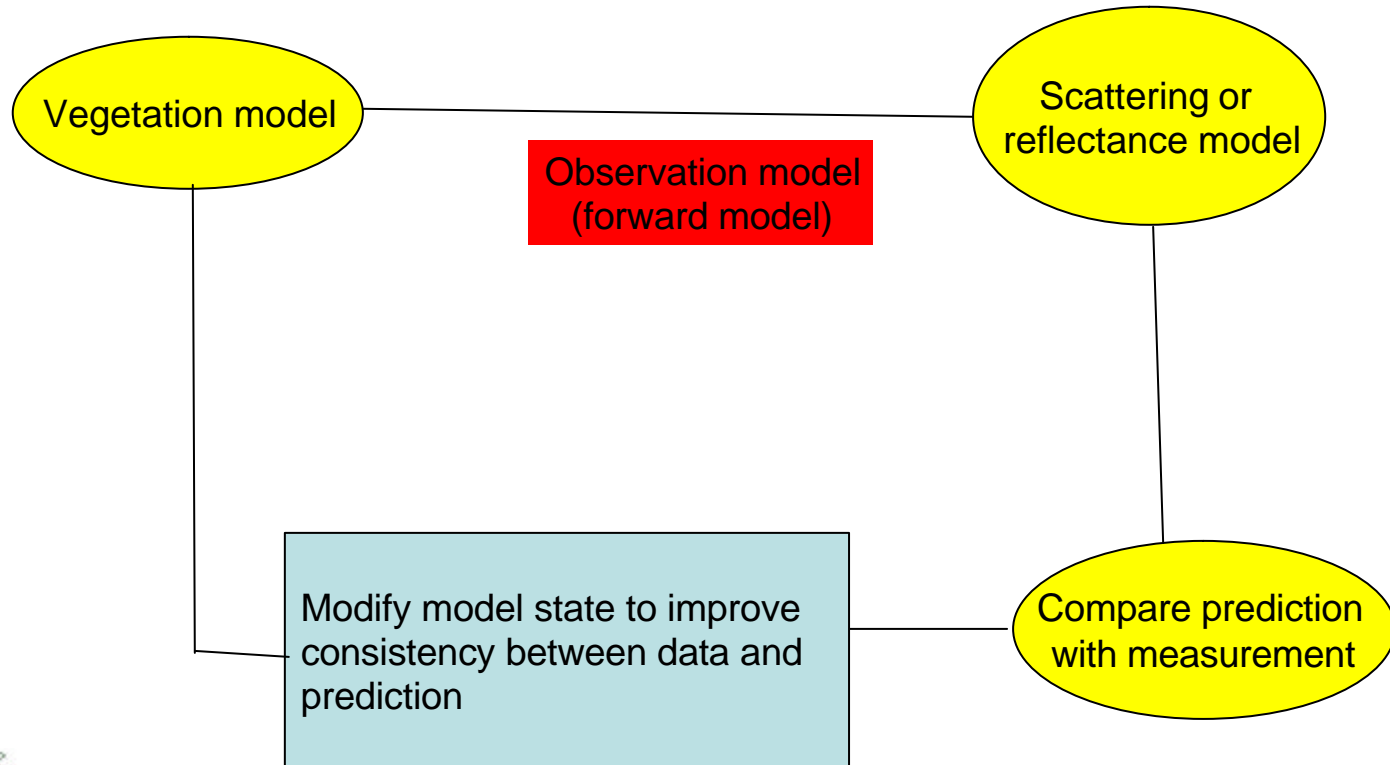 Vegetation model
Scattering or
reflectance model
Observation model
(forward model)
Modify model state to improve
consistency between data and
prediction
Compare prediction
with measurement